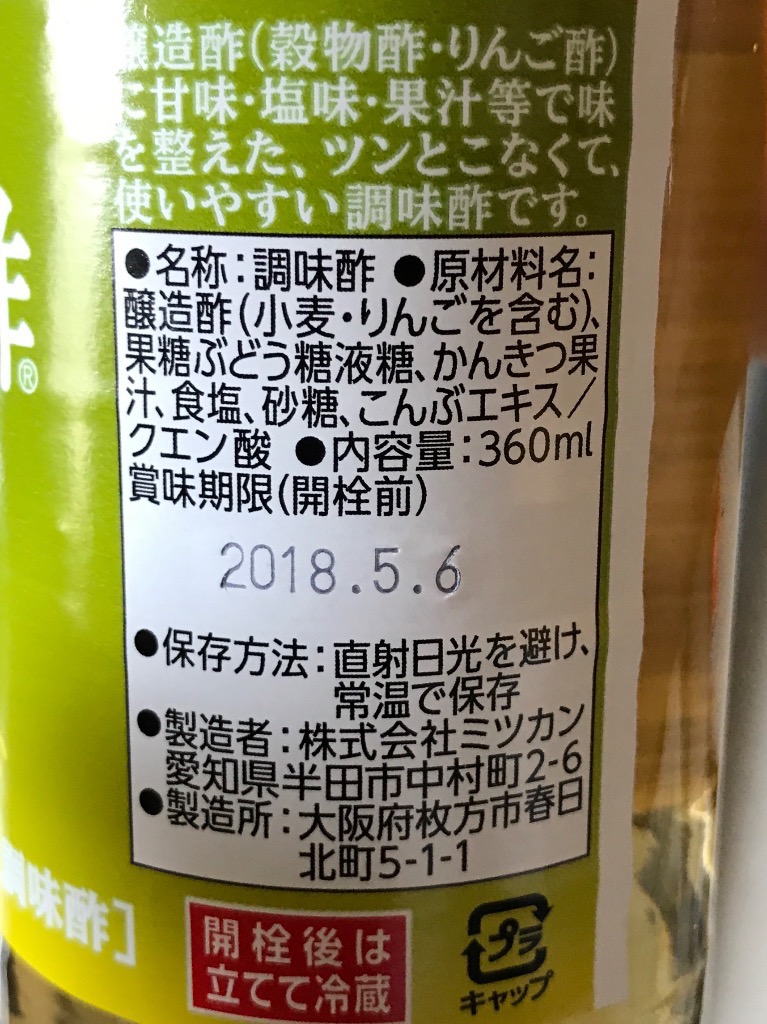 醸造酢(穀物酢・りんご酢)
に甘味・塩味・果汁等で味
を整えた、ツンとこなくて、
使いやすい調味酢です。
酢®
●名称:調味酢 ●原材料名:
醸造酢(小麦・りんごを含む)、
果糖ぶどう糖液糖、かんきつ果
汁、食塩、砂糖、こんぶエキス/
クエン酸 ●内容量:360ml
賞味期限(開栓前)
2018.5.6
●保存方法:直射日光を避け、
常温で保存
●製造者:株式会社ミツカン
愛知県半田市中村町2-6
●製造所:大阪府枚方市春日
北町5-1-1
調味酢]
開栓後は
立てて冷蔵
プラ
キャップ